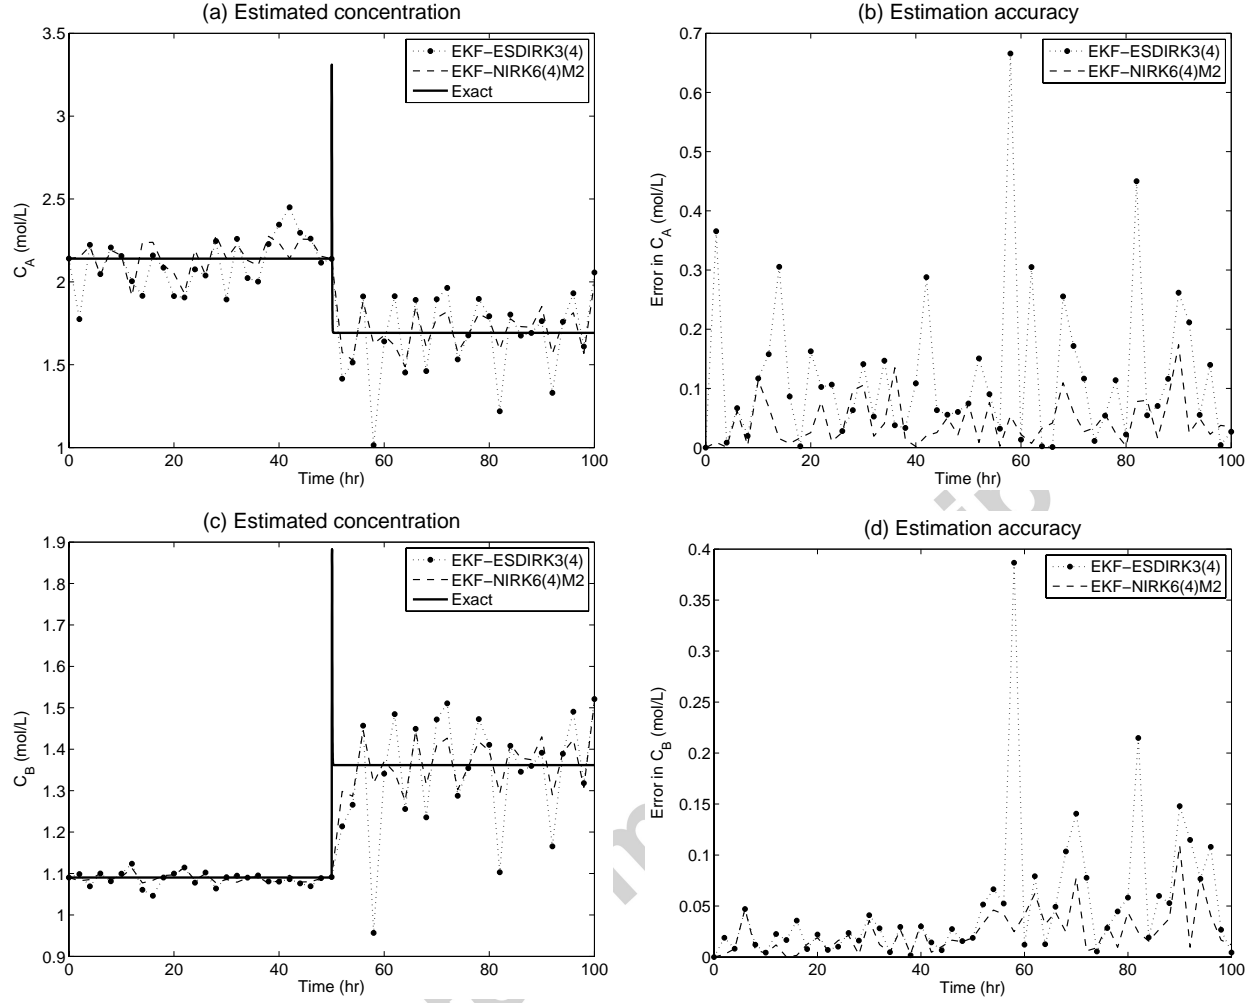 (a) Estimated concentration
3.5
3
2.5
2
1.5
1
C_A (mol/L)
0 20 40 60 80 100
Time (hr)
EKF−ESDIRK3(4)
EKF−NIRK6(4)M2
Exact
(b) Estimation accuracy
0.7
0.6
0.5
0.4
0.3
0.2
0.1
0
Error in C_A (mol/L)
0 20 40 60 80 100
Time (hr)
EKF−ESDIRK3(4)
EKF−NIRK6(4)M2
(c) Estimated concentration
1.9
1.8
1.7
1.6
1.5
1.4
1.3
1.2
1.1
1
0.9
C_B (mol/L)
0 20 40 60 80 100
Time (hr)
EKF−ESDIRK3(4)
EKF−NIRK6(4)M2
Exact
(d) Estimation accuracy
0.4
0.35
0.3
0.25
0.2
0.15
0.1
0.05
0
Error in C_B (mol/L)
0 20 40 60 80 100
Time (hr)
EKF−ESDIRK3(4)
EKF−NIRK6(4)M2